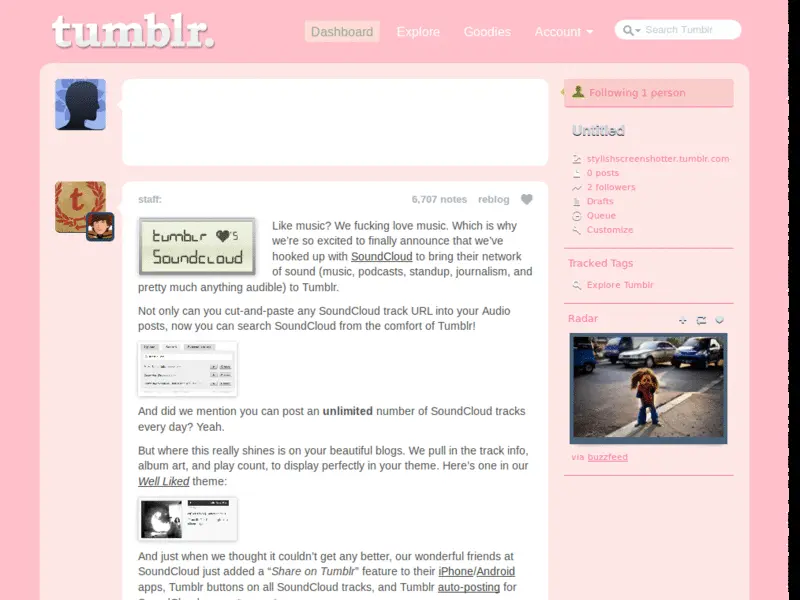 tumblr.
Dashboard
Explore
Goodies
Account
Search Tumblr
Following 1 person
Untitled
stylishscreenshotter.tumblr.com
0 posts
2 followers
Drafts
Queue
Customize
Tracked Tags
Explore Tumblr
Radar
via buzzfeed
staff:
6,707 notes
reblog
t
tumblr 's
Soundcloud
Like music? We fucking love music. Which is why
we're so excited to finally announce that we've
hooked up with SoundCloud to bring their network
of sound (music, podcasts, standup, journalism, and
pretty much anything audible) to Tumblr.
Not only can you cut-and-paste any SoundCloud track URL into your Audio
posts, now you can search SoundCloud from the comfort of Tumblr!
And did we mention you can post an unlimited number of SoundCloud tracks
every day? Yeah.
But where this really shines is on your beautiful blogs. We pull in the track info,
album art, and play count, to display perfectly in your theme. Here's one in our
Well Liked theme:
And just when we thought it couldn't get any better, our wonderful friends at
SoundCloud just added a “Share on Tumblr” feature to their iPhone/Android
apps, Tumblr buttons on all SoundCloud tracks, and Tumblr auto-posting for